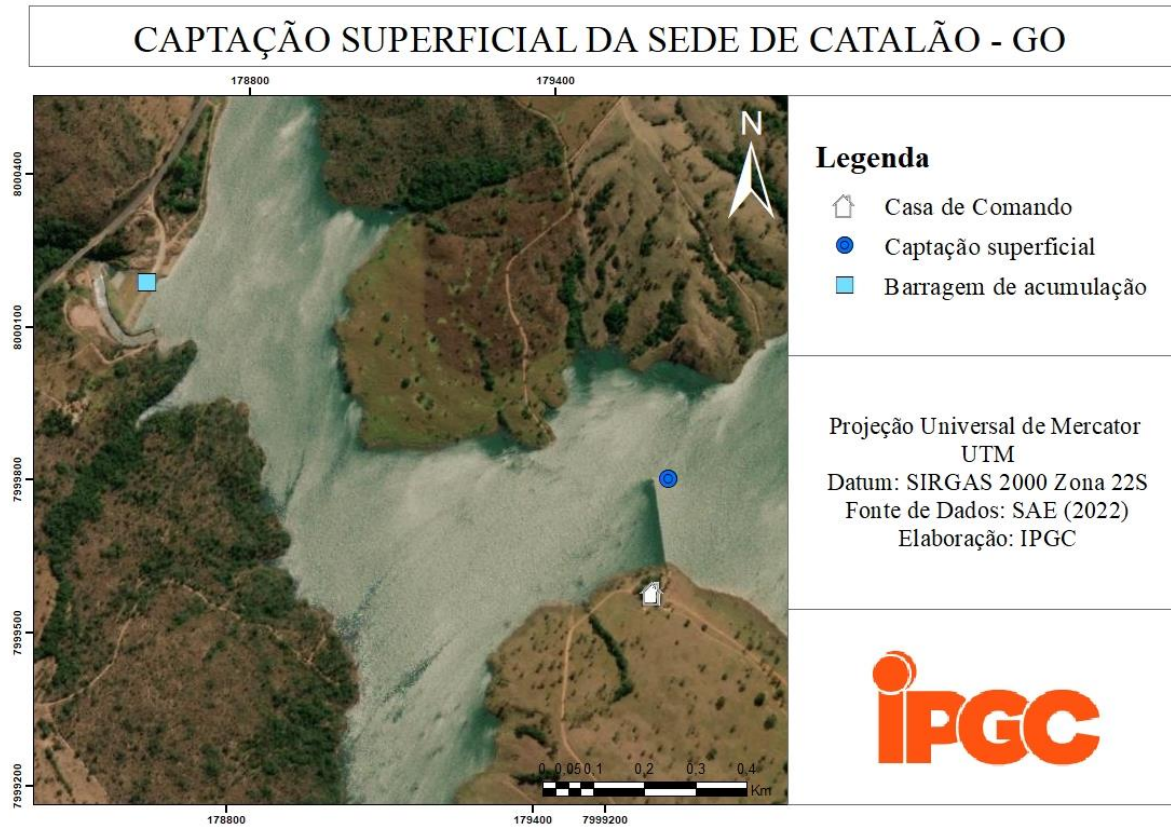 CAPTAÇÃO SUPERFICIAL DA SEDE DE CATALÃO - GO
178800
179400
8000400
8000100
7999800
7999500
7999200
N
0 0,05 0,1 0,2 0,3 0,4
Km
178800
179400
7999200
Legenda
Casa de Comando
Captação superficial
Barragem de acumulação
Projeção Universal de Mercator
UTM
Datum: SIRGAS 2000 Zona 22S
Fonte de Dados: SAE (2022)
Elaboração: IPGC
iPGC